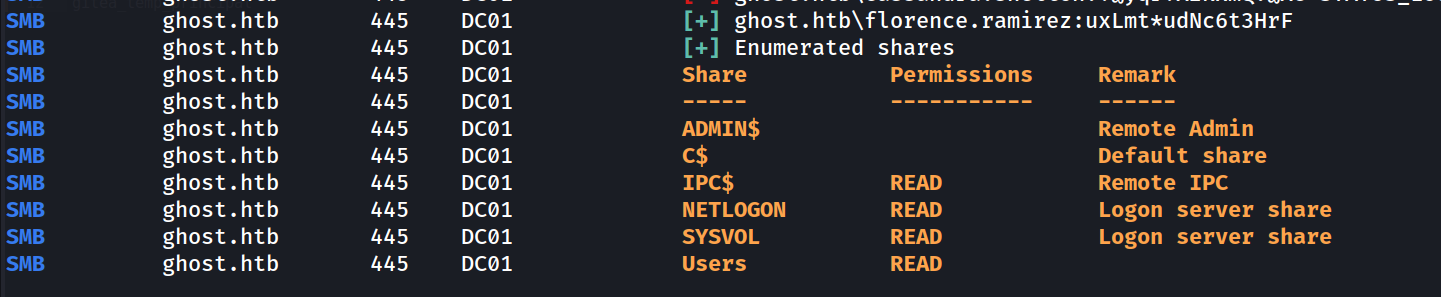 SMB ghost.htb 445 DC01 [+] ghost.htb\florence.ramirez:uxLmt*udNc6t3HrF
SMB ghost.htb 445 DC01 [+] Enumerated shares
SMB ghost.htb 445 DC01 Share Permissions Remark
SMB ghost.htb 445 DC01 ----- ----------- ------
SMB ghost.htb 445 DC01 ADMIN$ Remote Admin
SMB ghost.htb 445 DC01 C$ Default share
SMB ghost.htb 445 DC01 IPC$ READ Remote IPC
SMB ghost.htb 445 DC01 NETLOGON READ Logon server share
SMB ghost.htb 445 DC01 SYSVOL READ Logon server share
SMB ghost.htb 445 DC01 Users READ